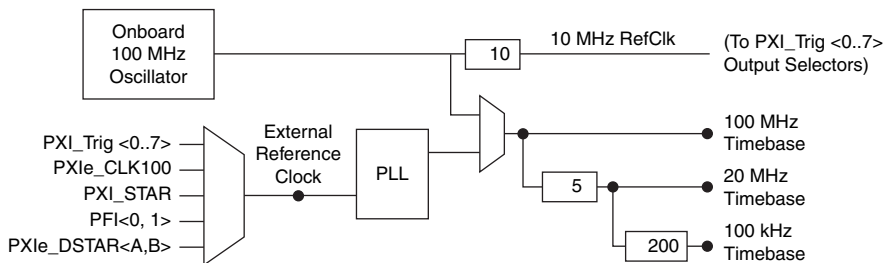 Onboard
100 MHz
Oscillator
10
10 MHz RefClk
(To PXI_Trig <0..7>
Output Selectors)
PXI_Trig <0..7>
PXIe_CLK100
PXI_STAR
PFI<0, 1>
PXIe_DSTAR<A,B>
External
Reference
Clock
PLL
100 MHz
Timebase
5
20 MHz
Timebase
200
100 kHz
Timebase